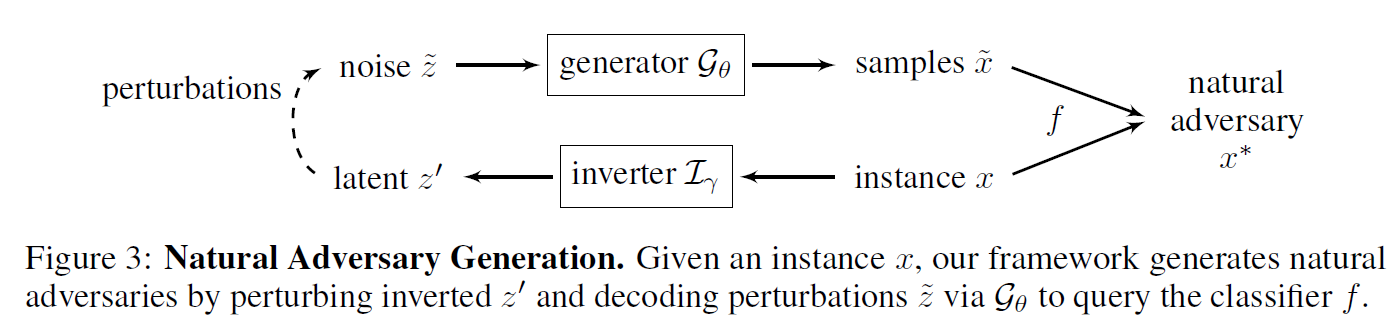 perturbations
noise z̃
generator 𝒢θ
samples x̃
f
natural
adversary
x*
latent z′
inverter ℐγ
instance x
Figure 3: Natural Adversary Generation. Given an instance x, our framework generates natural
adversaries by perturbing inverted z′ and decoding perturbations z̃ via 𝒢θ to query the classifier f.